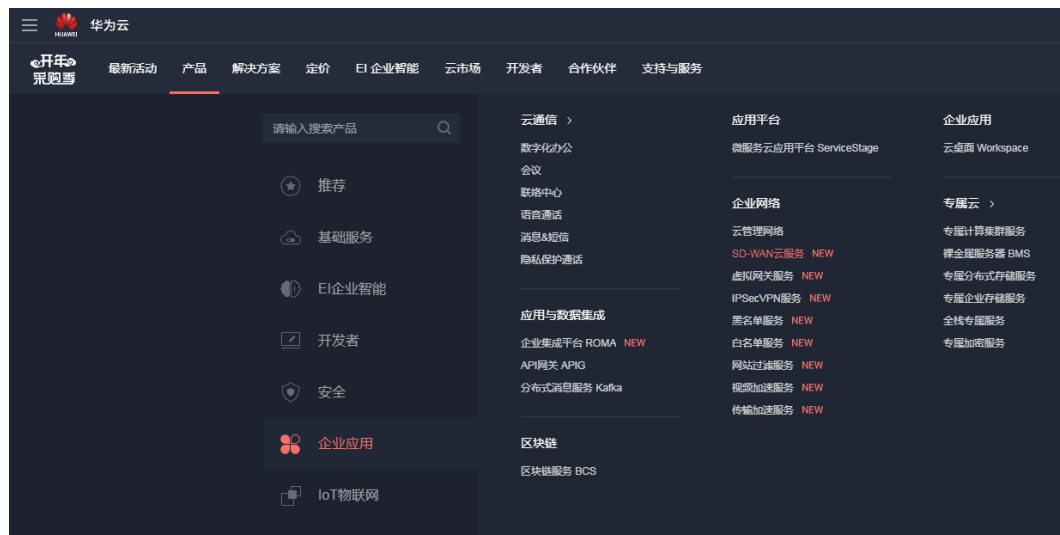 HUAWEI
华为云
开年
采购季
最新活动
产品
解决方案
定价
EI 企业智能
云市场
开发者
合作伙伴
支持与服务
请输入搜索产品
推荐
基础服务
EI企业智能
开发者
安全
企业应用
IoT物联网
云通信 >
数字化办公
会议
联络中心
语音通话
消息&短信
隐私保护通话
应用与数据集成
企业集成平台 ROMA NEW
API网关 APIG
分布式消息服务 Kafka
区块链
区块链服务 BCS
应用平台
微服务云应用平台 ServiceStage
企业网络
云管理网络
SD-WAN云服务 NEW
虚拟网关服务 NEW
IPSecVPN服务 NEW
黑名单服务 NEW
白名单服务 NEW
网站过滤服务 NEW
视频加速服务 NEW
传输加速服务 NEW
企业应用
云桌面 Workspace
专属云 >
专属计算集群服务
裸金属服务器 BMS
专属分布式存储服务
专属企业存储服务
全栈专属服务
专属加密服务